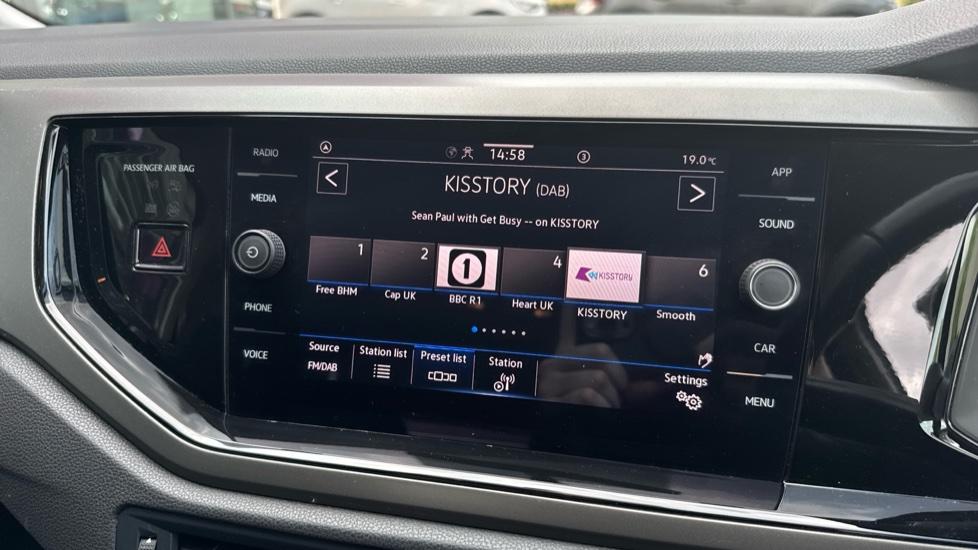 PASSENGER AIR BAG
RADIO
MEDIA
PHONE
VOICE
14:58
3
19.0°C
<
KISSTORY (DAB)
>
Sean Paul with Get Busy -- on KISSTORY
1
2
1
4
KISSTORY
6
Free BHM
Cap UK
BBC R1
Heart UK
KISSTORY
Smooth
Source
FM/DAB
Station list
Preset list
Station
Settings
APP
SOUND
CAR
MENU